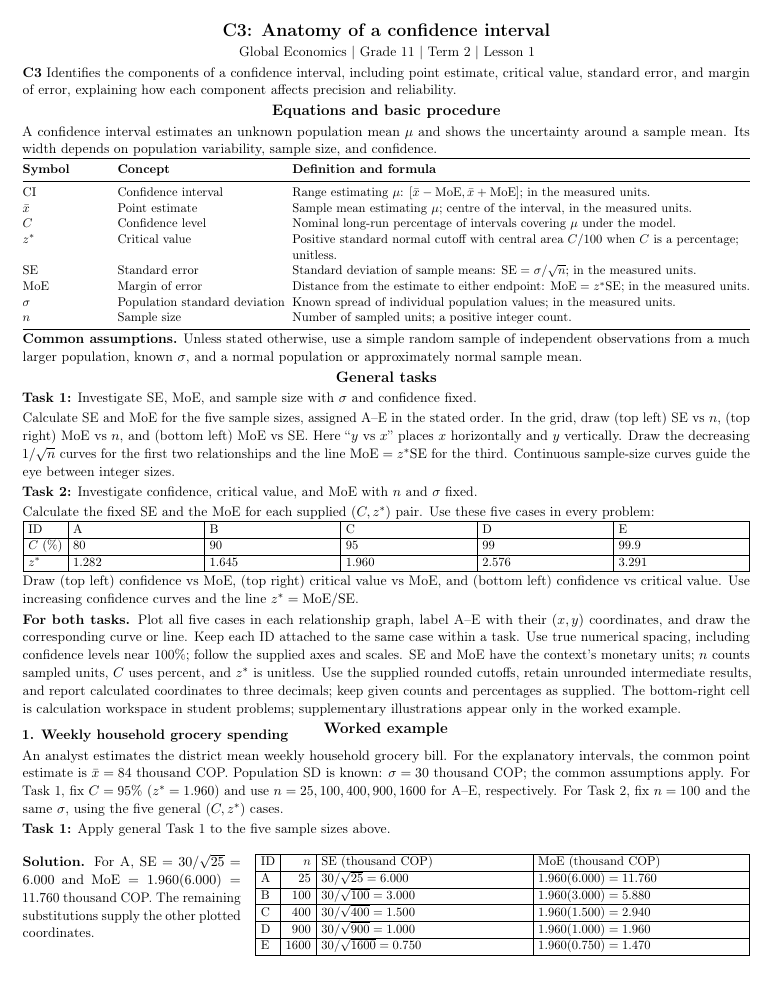 C3: Anatomy of a confidence interval
Global Economics | Grade 11 | Term 2 | Lesson 1
C3 Identifies the components of a confidence interval, including point estimate, critical value, standard error, and margin
of error, explaining how each component affects precision and reliability.
Equations and basic procedure
A confidence interval estimates an unknown population mean μ and shows the uncertainty around a sample mean. Its
width depends on population variability, sample size, and confidence.
Symbol Concept Definition and formula
CI Confidence interval Range estimating μ: [x̄ − MoE, x̄ + MoE]; in the measured units.
x̄ Point estimate Sample mean estimating μ; centre of the interval, in the measured units.
C Confidence level Nominal long-run percentage of intervals covering μ under the model.
z* Critical value Positive standard normal cutoff with central area C/100 when C is a percentage;
unitless.
SE Standard error Standard deviation of sample means: SE = σ/√n; in the measured units.
MoE Margin of error Distance from the estimate to either endpoint: MoE = z*SE; in the measured units.
σ Population standard deviation Known spread of individual population values; in the measured units.
n Sample size Number of sampled units; a positive integer count.
Common assumptions. Unless stated otherwise, use a simple random sample of independent observations from a much
larger population, known σ, and a normal population or approximately normal sample mean.
General tasks
Task 1: Investigate SE, MoE, and sample size with σ and confidence fixed.
Calculate SE and MoE for the five sample sizes, assigned A–E in the stated order. In the grid, draw (top left) SE vs n, (top
right) MoE vs n, and (bottom left) MoE vs SE. Here “y vs x” places x horizontally and y vertically. Draw the decreasing
1/√n curves for the first two relationships and the line MoE = z*SE for the third. Continuous sample-size curves guide the
eye between integer sizes.
Task 2: Investigate confidence, critical value, and MoE with n and σ fixed.
Calculate the fixed SE and the MoE for each supplied (C, z*) pair. Use these five cases in every problem:
ID A B C D E
C (%) 80 90 95 99 99.9
z* 1.282 1.645 1.960 2.576 3.291
Draw (top left) confidence vs MoE, (top right) critical value vs MoE, and (bottom left) confidence vs critical value. Use
increasing confidence curves and the line z* = MoE/SE.
For both tasks. Plot all five cases in each relationship graph, label A–E with their (x, y) coordinates, and draw the
corresponding curve or line. Keep each ID attached to the same case within a task. Use true numerical spacing, including
confidence levels near 100%; follow the supplied axes and scales. SE and MoE have the context’s monetary units; n counts
sampled units, C uses percent, and z* is unitless. Use the supplied rounded cutoffs, retain unrounded intermediate results,
and report calculated coordinates to three decimals; keep given counts and percentages as supplied. The bottom-right cell
is calculation workspace in student problems; supplementary illustrations appear only in the worked example.
Worked example
1. Weekly household grocery spending
An analyst estimates the district mean weekly household grocery bill. For the explanatory intervals, the common point
estimate is x̄ = 84 thousand COP. Population SD is known: σ = 30 thousand COP; the common assumptions apply. For
Task 1, fix C = 95% (z* = 1.960) and use n = 25, 100, 400, 900, 1600 for A–E, respectively. For Task 2, fix n = 100 and the
same σ, using the five general (C, z*) cases.
Task 1: Apply general Task 1 to the five sample sizes above.
Solution. For A, SE = 30/√25 =
6.000 and MoE = 1.960(6.000) =
11.760 thousand COP. The remaining
substitutions supply the other plotted
coordinates.
ID n SE (thousand COP) MoE (thousand COP)
A 25 30/√25 = 6.000 1.960(6.000) = 11.760
B 100 30/√100 = 3.000 1.960(3.000) = 5.880
C 400 30/√400 = 1.500 1.960(1.500) = 2.940
D 900 30/√900 = 1.000 1.960(1.000) = 1.960
E 1600 30/√1600 = 0.750 1.960(0.750) = 1.470